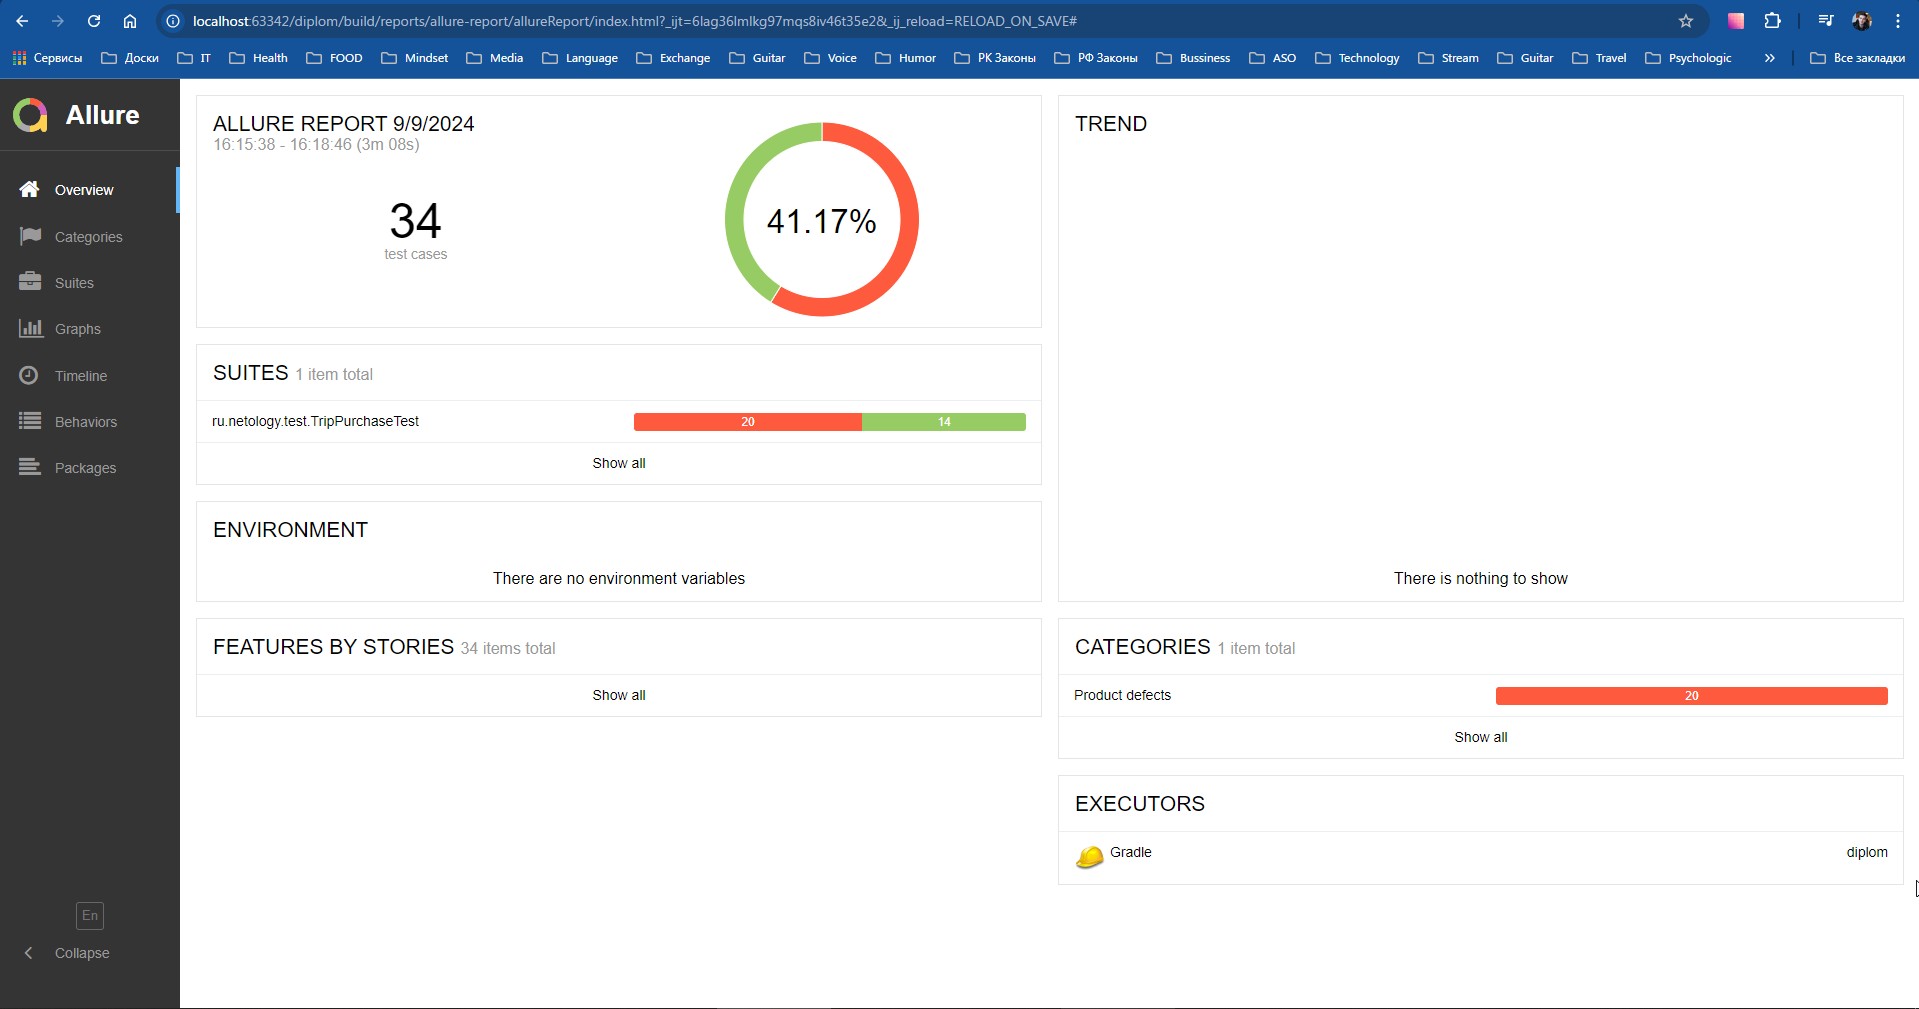 localhost:63342/diplom/build/reports/allure-report/allureReport/index.html?_ijt=6lag36lmlkg97mqs8iv46t35e2&_ij_reload=RELOAD_ON_SAVE#
Сервисы Доски IT Health FOOD Mindset Media Language Exchange Guitar Voice Humor РК Законы РФ Законы Bussiness ASO Technology Stream Guitar Travel Psychologic » Все закладки
Allure
Overview
Categories
Suites
Graphs
Timeline
Behaviors
Packages
En
Collapse
ALLURE REPORT 9/9/2024
16:15:38 - 16:18:46 (3m 08s)
34
test cases
41.17%
SUITES 1 item total
ru.netology.test.TripPurchaseTest 20 14
Show all
ENVIRONMENT
There are no environment variables
FEATURES BY STORIES 34 items total
Show all
TREND
There is nothing to show
CATEGORIES 1 item total
Product defects 20
Show all
EXECUTORS
Gradle diplom